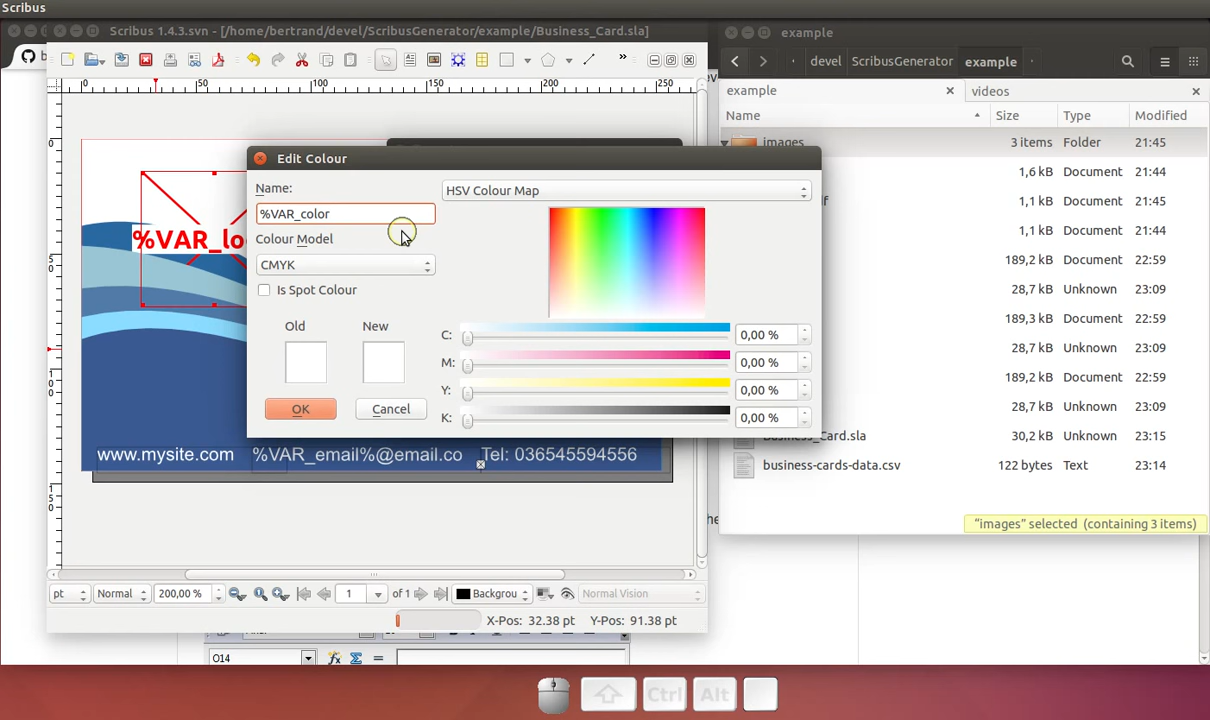 Scribus
Scribus 1.4.3.svn - [/home/bertrand/devel/ScribusGenerator/example/Business_Card.sla]
example
devel ScribusGenerator example
example
videos
Name Size Type Modified
images 3 items Folder 21:45
1,6 kB Document 21:44
1,1 kB Document 21:45
1,1 kB Document 21:44
189,2 kB Document 22:59
28,7 kB Unknown 23:09
189,3 kB Document 22:59
28,7 kB Unknown 23:09
189,2 kB Document 22:59
28,7 kB Unknown 23:09
Business_Card.sla 30,2 kB Unknown 23:15
business-cards-data.csv 122 bytes Text 23:14
"images" selected (containing 3 items)
0 50 100 150 200 250
%VAR_lo
Edit Colour
Name:
%VAR_color
Colour Model
CMYK
Is Spot Colour
Old New
OK Cancel
HSV Colour Map
C: 0,00 %
M: 0,00 %
Y: 0,00 %
K: 0,00 %
www.mysite.com %VAR_email%@email.co Tel: 036545594556
pt Normal 200,00 % 1 of 1 Backgrou Normal Vision
X-Pos: 32.38 pt Y-Pos: 91.38 pt
O14
Ctrl Alt